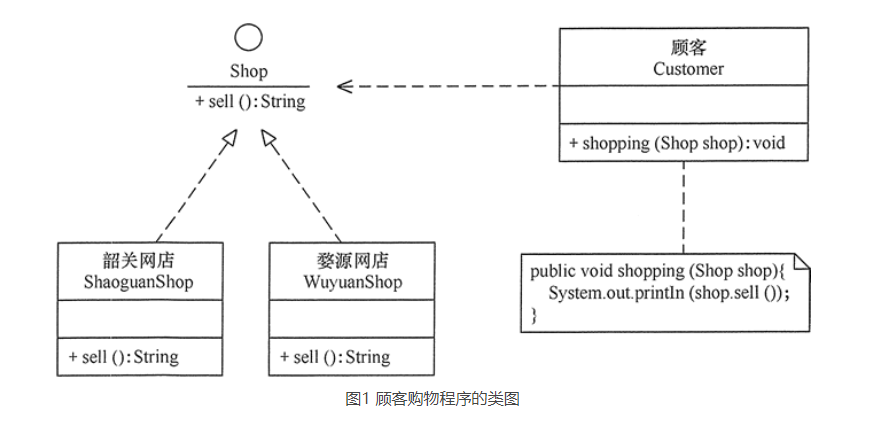 Shop
+ sell ():String
顾客
Customer
+ shopping (Shop shop):void
韶关网店
ShaoguanShop
+ sell ():String
婺源网店
WuyuanShop
+ sell ():String
public void shopping (Shop shop){
System.out.println (shop.sell ());
}
图1 顾客购物程序的类图